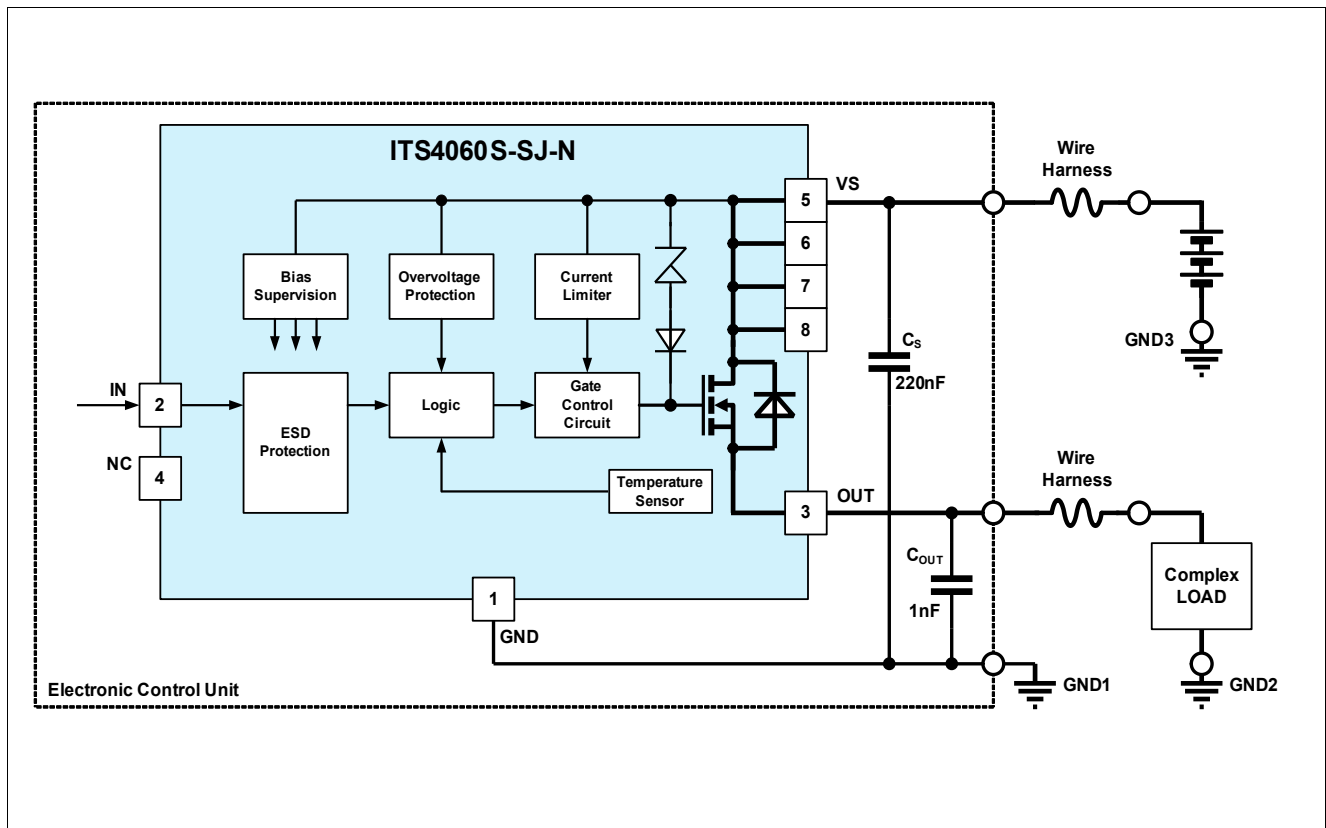 ITS4060S-SJ-N
VS
5
6
7
8
Wire
Harness
Bias
Supervision
Overvoltage
Protection
Current
Limiter
GND3
CS
220nF
IN
2
NC
4
ESD
Protection
Logic
Gate
Control
Circuit
Temperature
Sensor
3
OUT
Wire
Harness
COUT
1nF
Complex
LOAD
1
GND
GND1
GND2
Electronic Control Unit